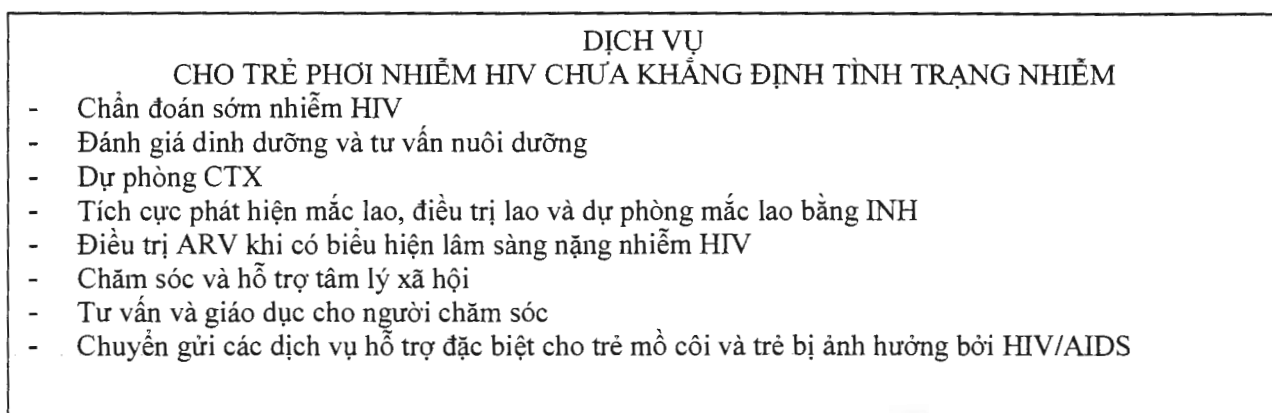 DỊCH VỤ
CHO TRẺ PHƠI NHIỄM HIV CHƯA KHẲNG ĐỊNH TÌNH TRẠNG NHIỄM
- Chẩn đoán sớm nhiễm HIV
- Đánh giá dinh dưỡng và tư vấn nuôi dưỡng
- Dự phòng CTX
- Tích cực phát hiện mắc lao, điều trị lao và dự phòng mắc lao bằng INH
- Điều trị ARV khi có biểu hiện lâm sàng nặng nhiễm HIV
- Chăm sóc và hỗ trợ tâm lý xã hội
- Tư vấn và giáo dục cho người chăm sóc
- Chuyển gửi các dịch vụ hỗ trợ đặc biệt cho trẻ mồ côi và trẻ bị ảnh hưởng bởi HIV/AIDS